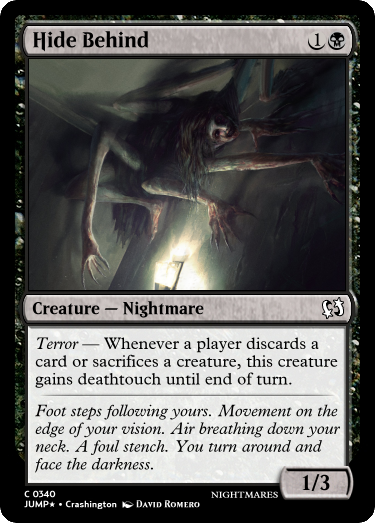 Hide Behind 1
Creature — Nightmare
Terror — Whenever a player discards a
card or sacrifices a creature, this creature
gains deathtouch until end of turn.
Foot steps following yours. Movement on the
edge of your vision. Air breathing down your
neck. A foul stench. You turn around and
face the darkness.
1/3
C 0340 NIGHTMARES
JUMP★ • Crashington DAVID ROMERO